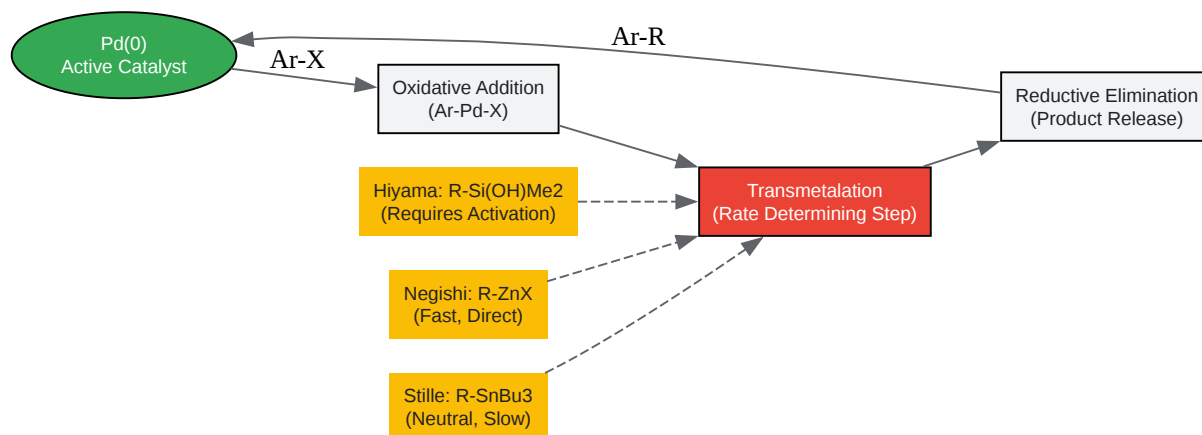 Pd(0)
Active Catalyst
Ar-X
Ar-R
Oxidative Addition
(Ar-Pd-X)
Reductive Elimination
(Product Release)
Hiyama: R-Si(OH)Me2
(Requires Activation)
Transmetalation
(Rate Determining Step)
Negishi: R-ZnX
(Fast, Direct)
Stille: R-SnBu3
(Neutral, Slow)